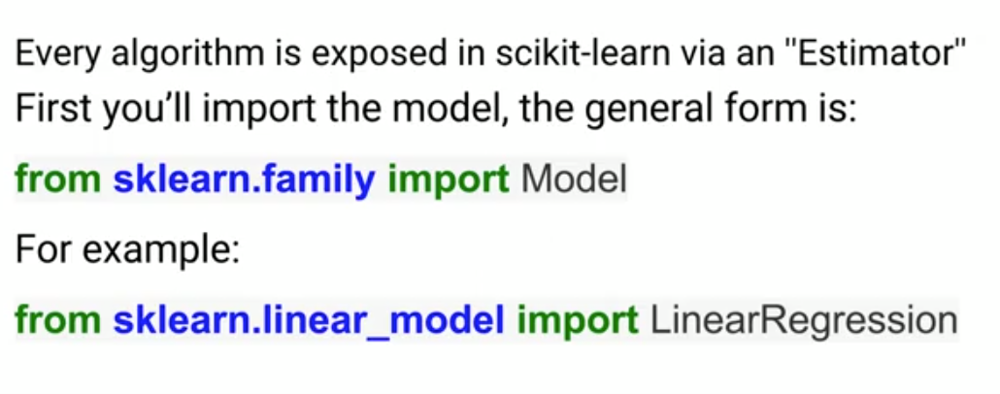 Every algorithm is exposed in scikit-learn via an "Estimator"
First you’ll import the model, the general form is:
from sklearn.family import Model
For example:
from sklearn.linear_model import LinearRegression